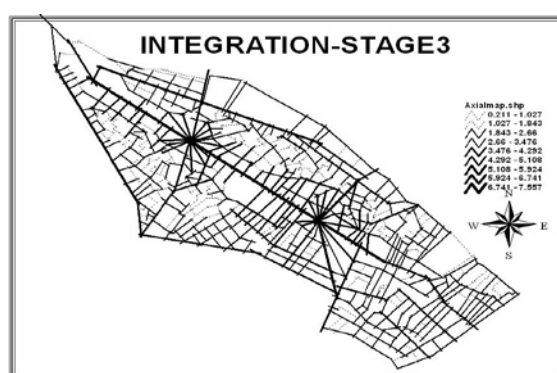 INTEGRATION-STAGE3
Axialmap.shp
0.211 - 1.027
1.027 - 1.843
1.843 - 2.66
2.66 - 3.476
3.476 - 4.292
4.292 - 5.108
5.108 - 5.924
5.924 - 6.741
6.741 - 7.557
N
W E
S